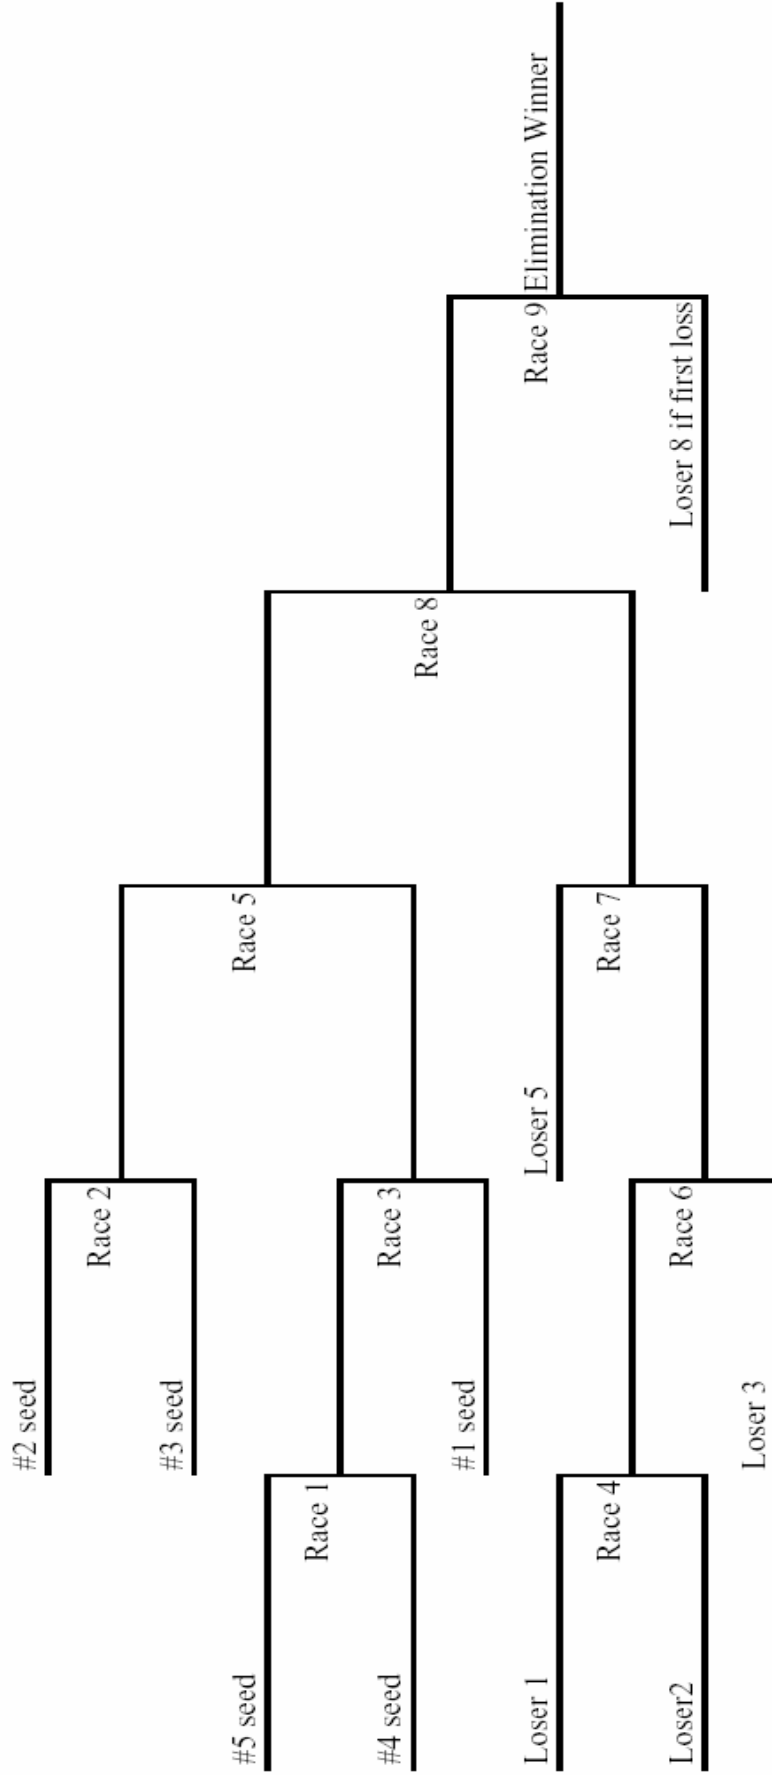 #2 seed
Race 2
#3 seed
#5 seed
Race 1
#4 seed
Race 3
#1 seed
Race 5
Loser 1
Race 4
Loser2
Race 6
Loser 3
Loser 5
Race 7
Race 8
Race 9
Elimination Winner
Loser 8 if first loss